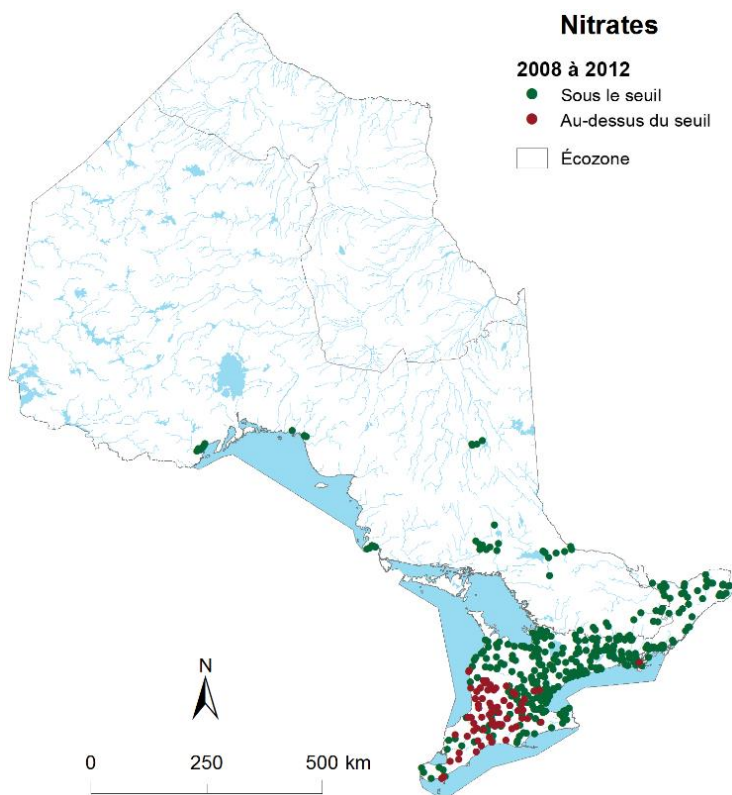 Nitrates
2008 à 2012
Sous le seuil
Au-dessus du seuil
Écozone
N
0 250 500 km